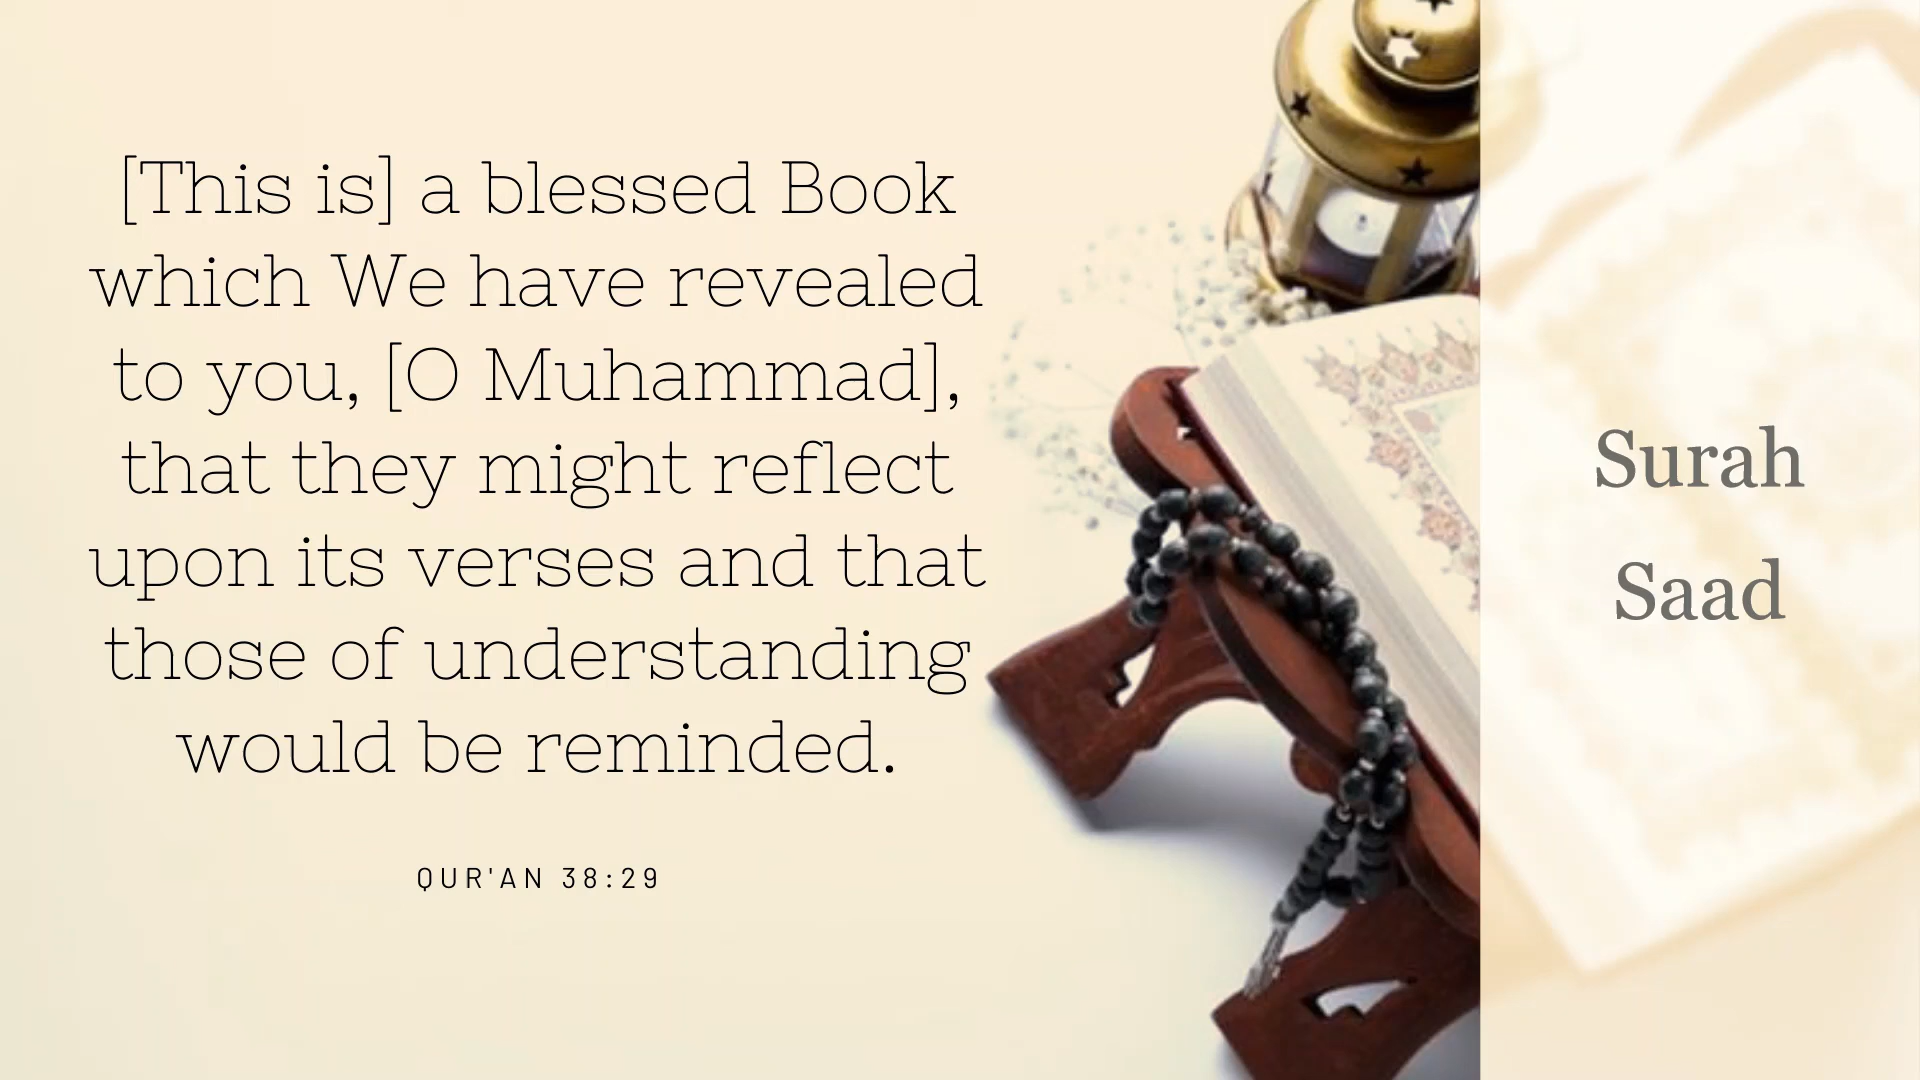 [This is] a blessed Book
which We have revealed
to you, [O Muhammad],
that they might reflect
upon its verses and that
those of understanding
would be reminded.
QUR'AN 38:29
Surah
Saad